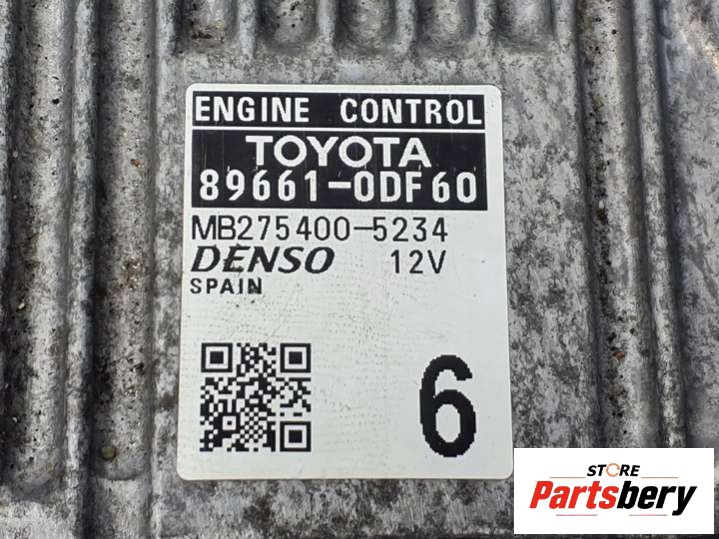 ENGINE CONTROL
TOYOTA
89661-0DF60
MB275400-5234
DENSO 12V
SPAIN
6
STORE
Partsbery